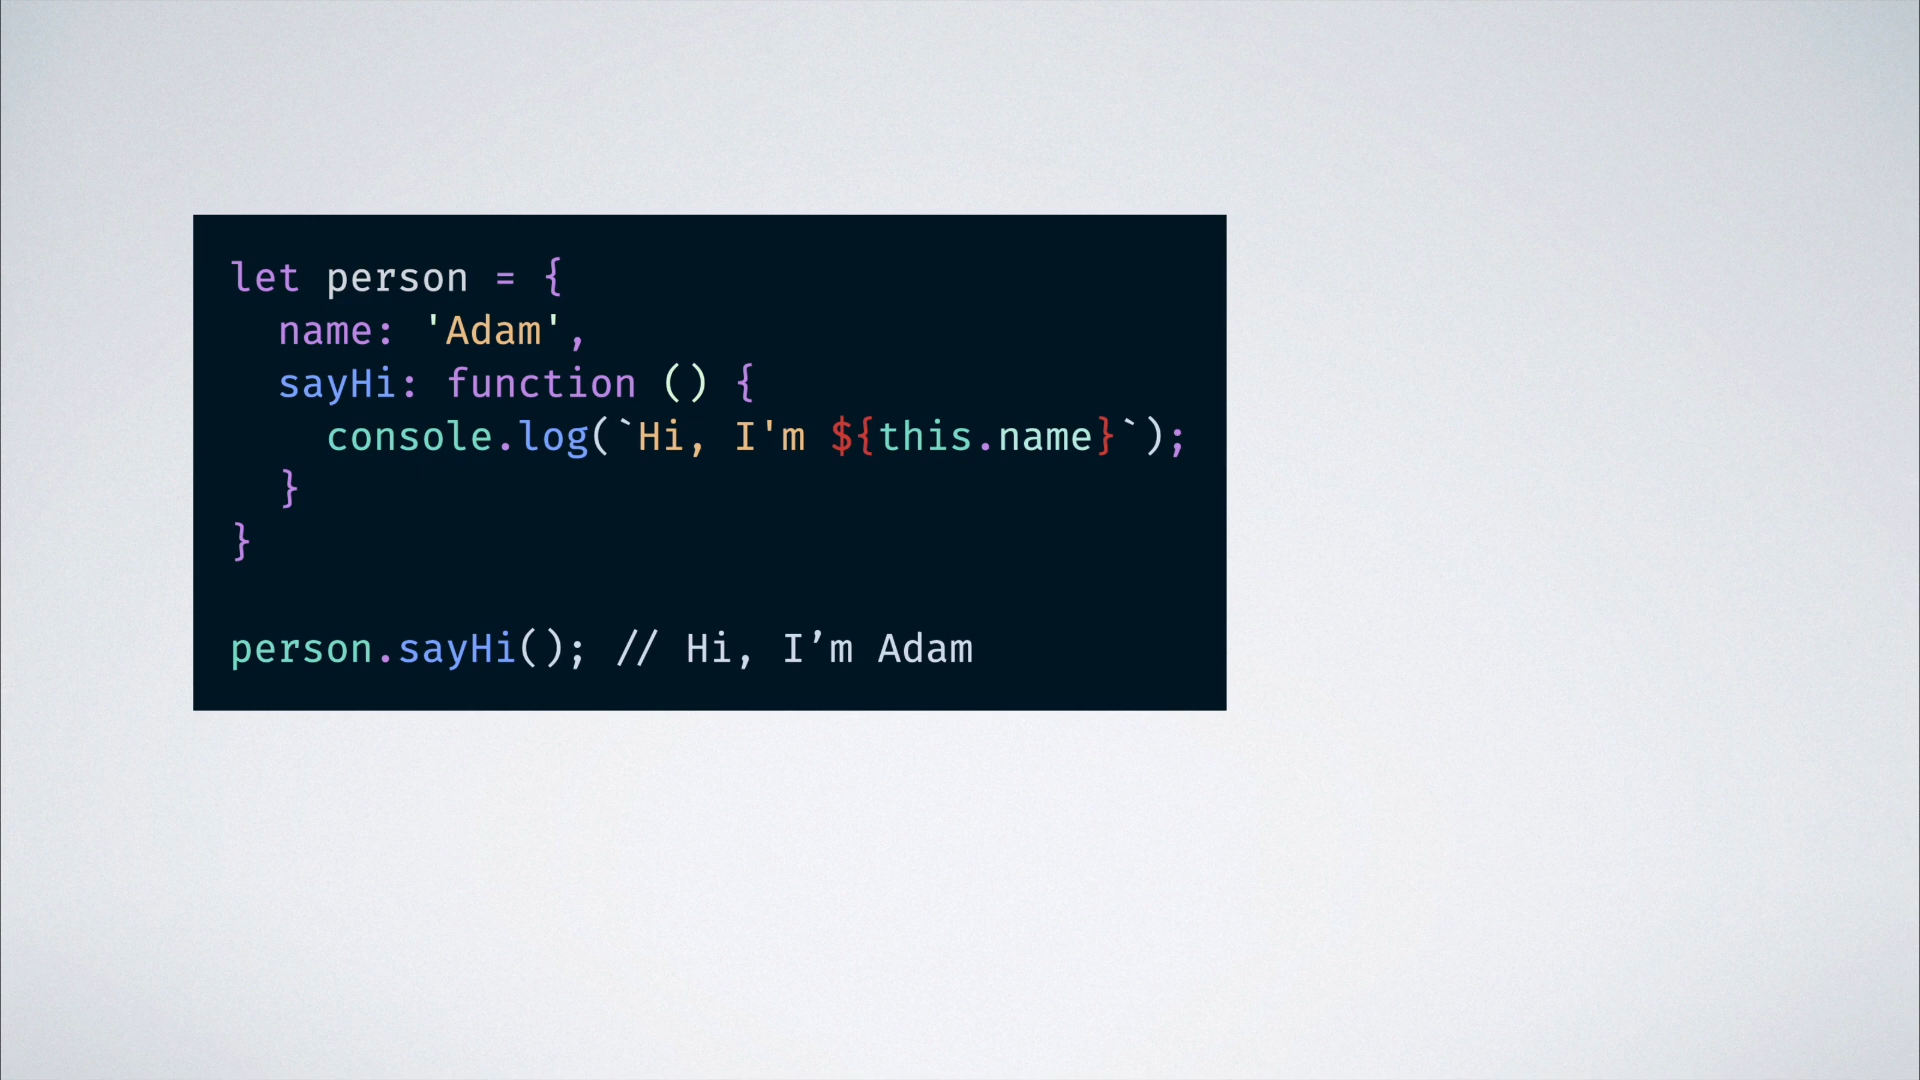 let person = {
  name: 'Adam',
  sayHi: function () {
    console.log(`Hi, I'm ${this.name}`);
  }
}
person.sayHi(); // Hi, I’m Adam